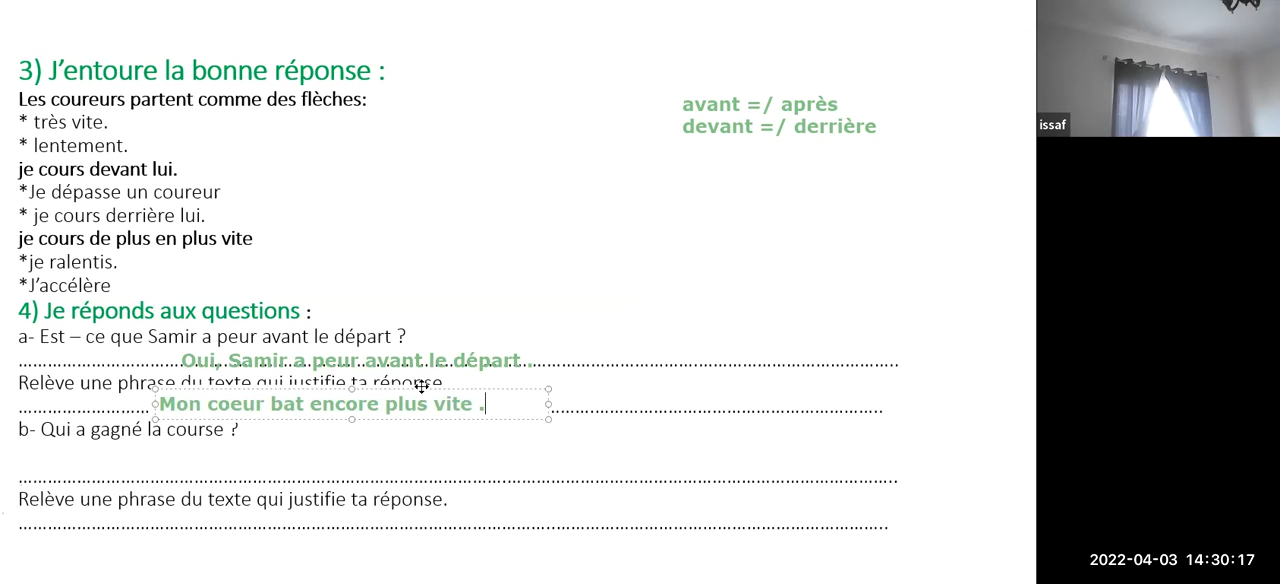 3) J’entoure la bonne réponse :
Les coureurs partent comme des flèches:
* très vite.
* lentement.
je cours devant lui.
*Je dépasse un coureur
* je cours derrière lui.
je cours de plus en plus vite
*je ralentis.
*J’accélère
avant =/ après
devant =/ derrière
4) Je réponds aux questions :
a- Est – ce que Samir a peur avant le départ ?
Oui, Samir a peur avant le départ .
Relève une phrase du texte qui justifie ta réponse
Mon coeur bat encore plus vite .
b- Qui a gagné la course ?
Relève une phrase du texte qui justifie ta réponse.
issaf
2022-04-03 14:30:17